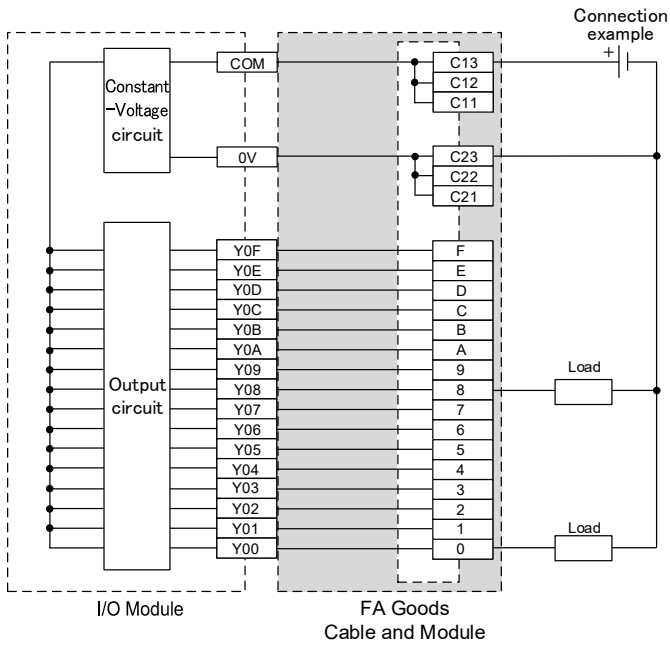 Connection
example
+
COM
C13
C12
C11
Constant
-Voltage
circuit
0V
C23
C22
C21
Y0F
F
Y0E
E
Y0D
D
Y0C
C
Y0B
B
Y0A
A
Y09
9
Load
Y08
8
Output
circuit
Y07
7
Y06
6
Y05
5
Y04
4
Y03
3
Y02
2
Y01
1
Load
Y00
0
I/O Module
FA Goods
Cable and Module